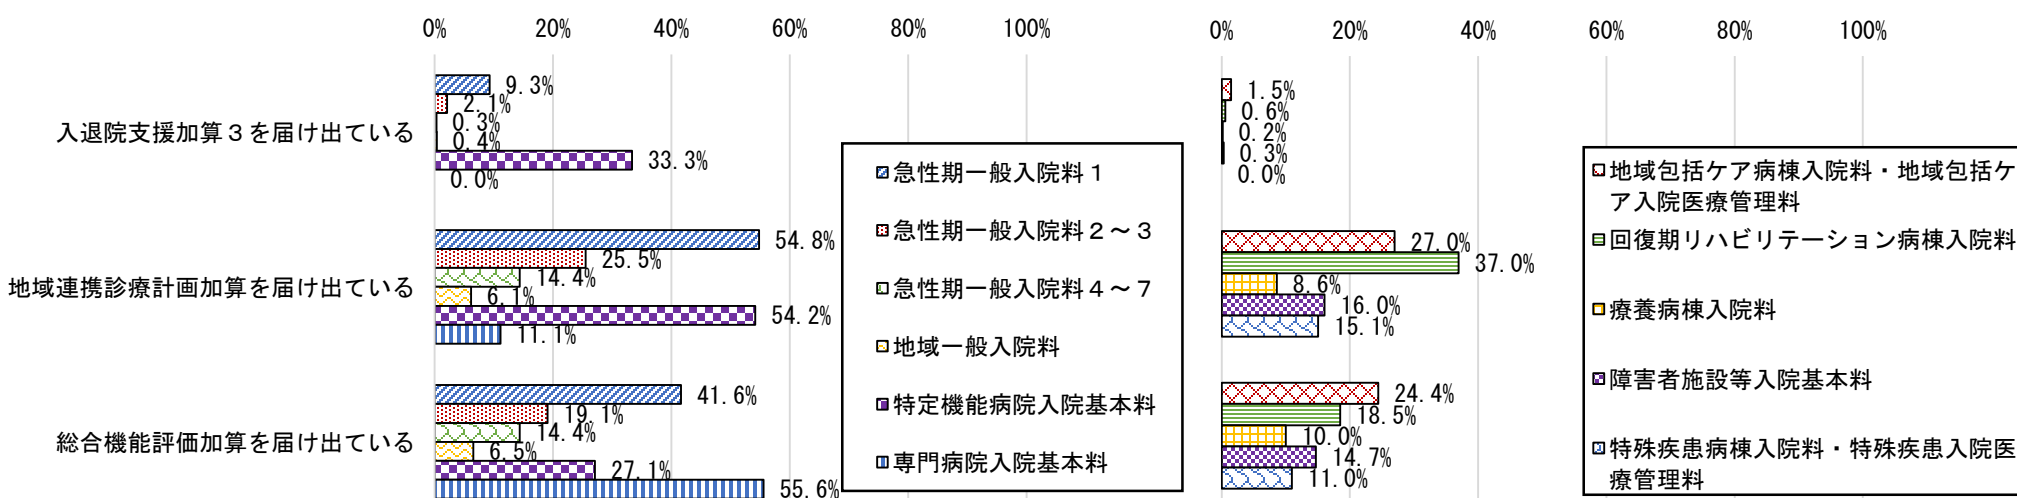 0% 20% 40% 60% 80% 100%
入退院支援加算３を届け出ている
9.3%
2.1%
0.3%
0.4%
33.3%
0.0%
地域連携診療計画加算を届け出ている
54.8%
25.5%
14.4%
54.2%
11.1%
総合機能評価加算を届け出ている
41.6%
19.1%
14.4%
6.5%
27.1%
55.6%
急性期一般入院料１
急性期一般入院料２～３
急性期一般入院料４～７
地域一般入院料
特定機能病院入院基本料
専門病院入院基本料
0% 20% 40% 60% 80% 100%
1.5%
0.6%
0.2%
0.3%
0.0%
27.0%
37.0%
8.6%
16.0%
15.1%
24.4%
18.5%
10.0%
14.7%
11.0%
地域包括ケア病棟入院料・地域包括ケ
ア入院医療管理料
回復期リハビリテーション病棟入院料
療養病棟入院料
障害者施設等入院基本料
特殊疾患病棟入院料・特殊疾患入院医
療管理料